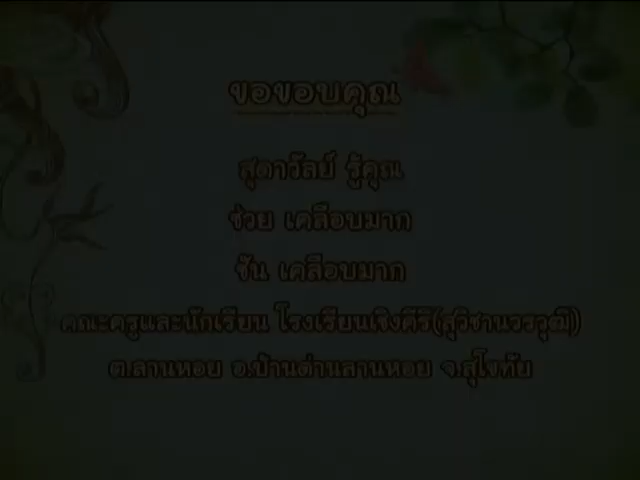 ขอขอบคุณ
สุดาวัลย์ รู้คุณ
ช่วย เคลือบมาก
ชั้น เคลือบมาก
คณะครูและนักเรียน โรงเรียนเชิงคีรี(สุวิชานวรวุฒิ)
ต.ลานหอย อ.บ้านด่านลานหอย จ.สุโขทัย